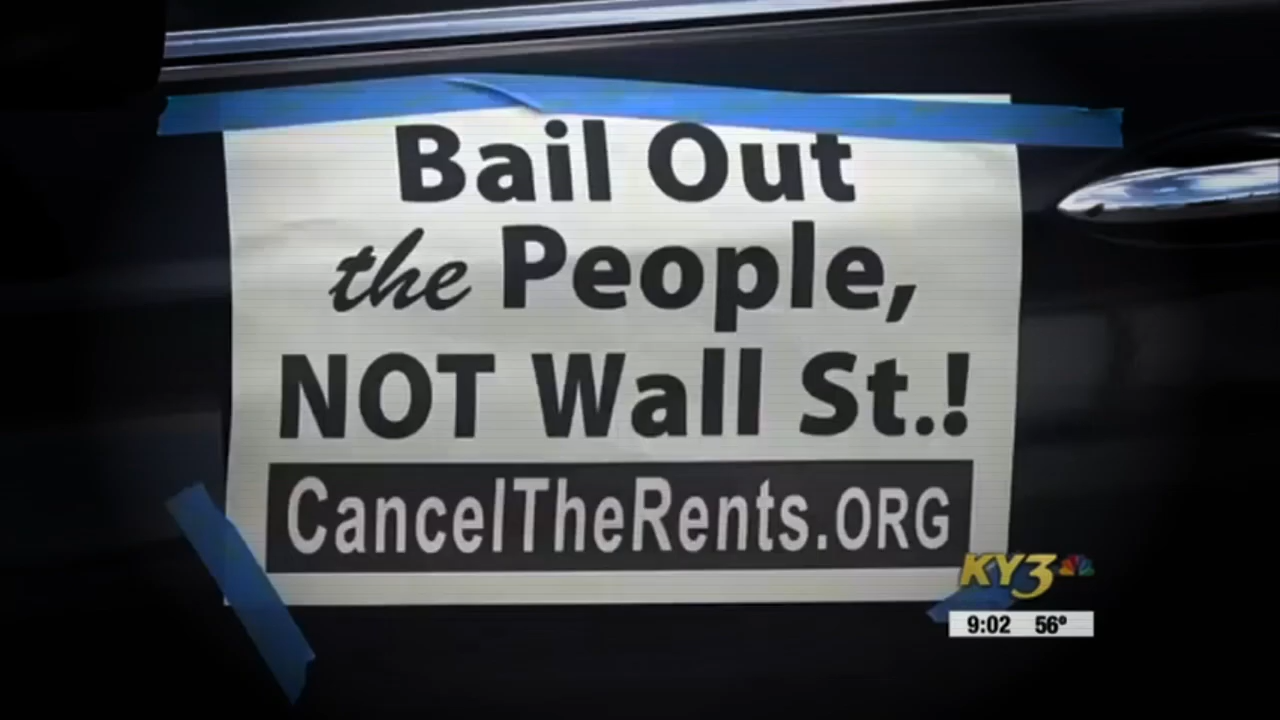 Bail Out
the People,
NOT Wall St.!
CancelTheRents.ORG
KY3
9:02 56°